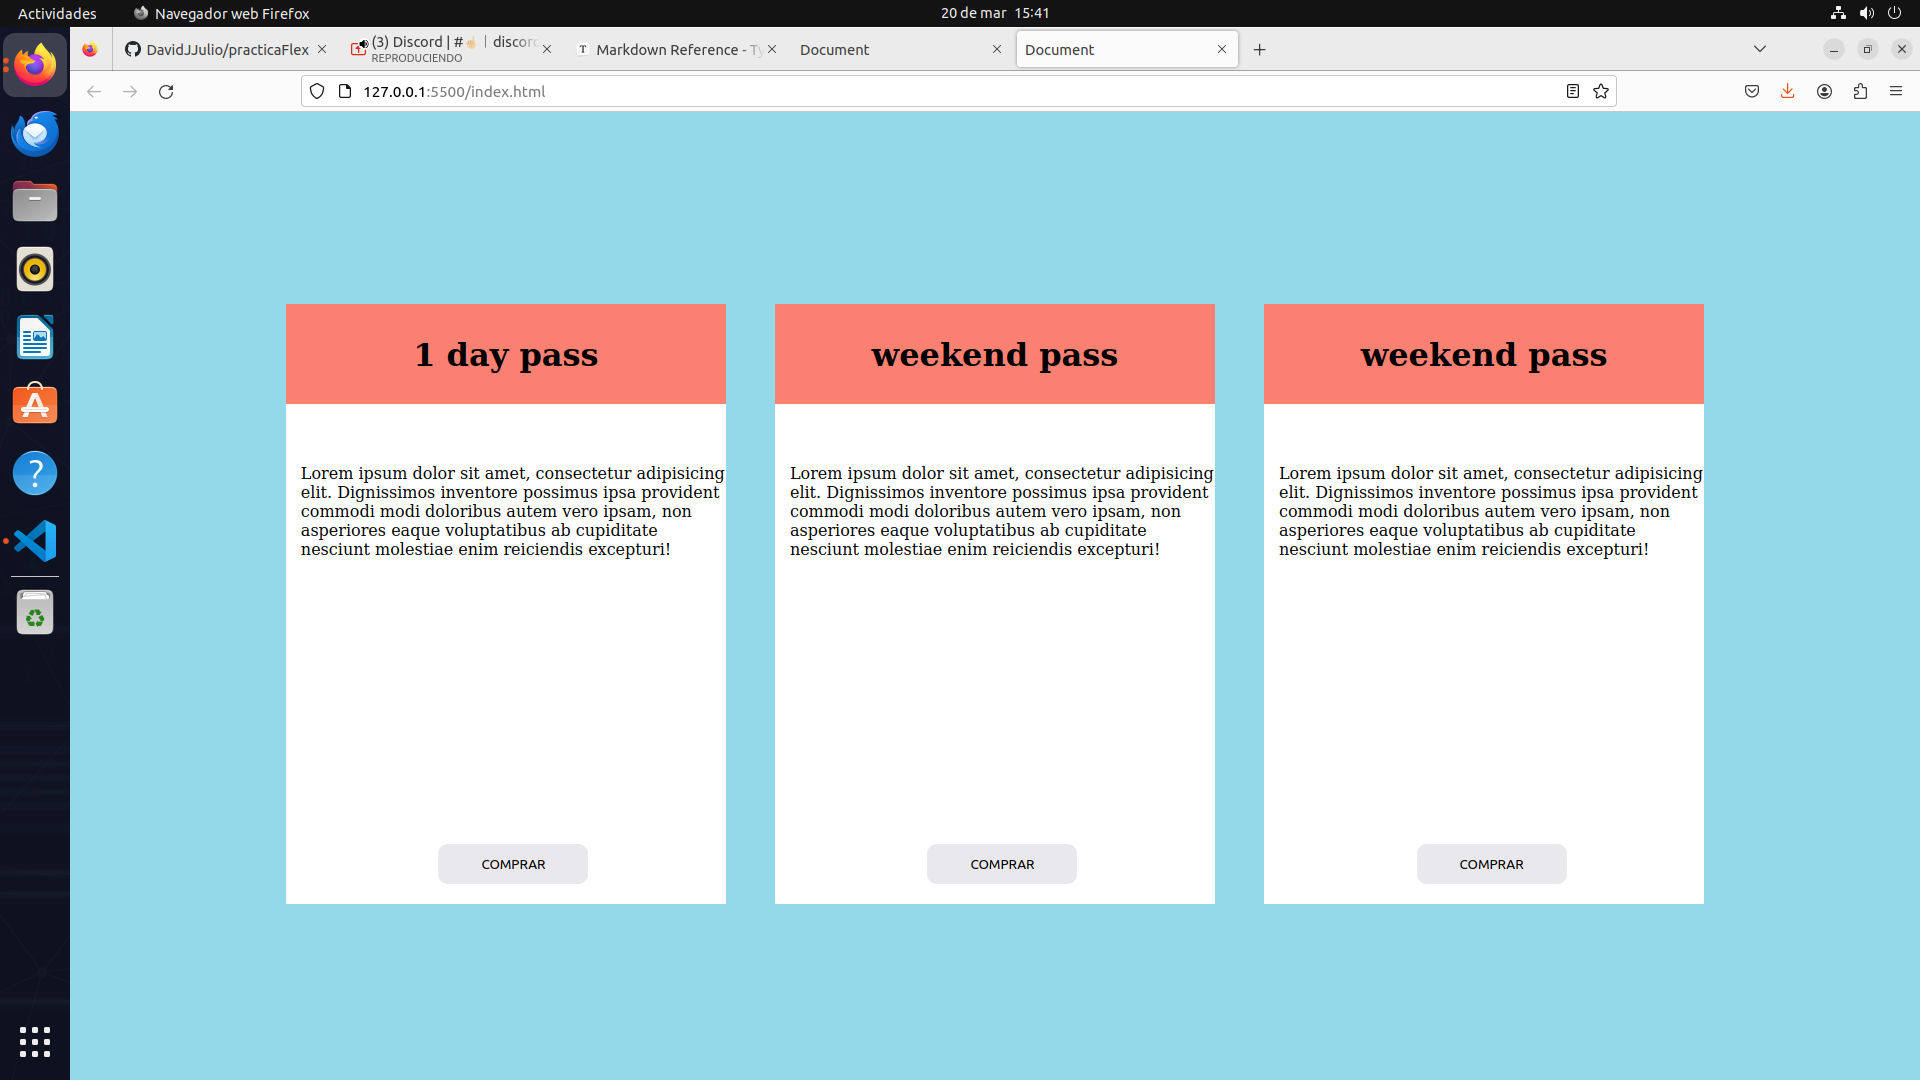 Actividades
Navegador web Firefox
20 de mar 15:41
DavidJJulio/practicaFlex
(3) Discord | #☝🏻 | discord
REPRODUCIENDO
Markdown Reference - Ty
Document
Document
127.0.0.1:5500/index.html
1 day pass
Lorem ipsum dolor sit amet, consectetur adipisicing
elit. Dignissimos inventore possimus ipsa provident
commodi modi doloribus autem vero ipsam, non
asperiores eaque voluptatibus ab cupiditate
nesciunt molestiae enim reiciendis excepturi!
COMPRAR
weekend pass
Lorem ipsum dolor sit amet, consectetur adipisicing
elit. Dignissimos inventore possimus ipsa provident
commodi modi doloribus autem vero ipsam, non
asperiores eaque voluptatibus ab cupiditate
nesciunt molestiae enim reiciendis excepturi!
COMPRAR
weekend pass
Lorem ipsum dolor sit amet, consectetur adipisicing
elit. Dignissimos inventore possimus ipsa provident
commodi modi doloribus autem vero ipsam, non
asperiores eaque voluptatibus ab cupiditate
nesciunt molestiae enim reiciendis excepturi!
COMPRAR